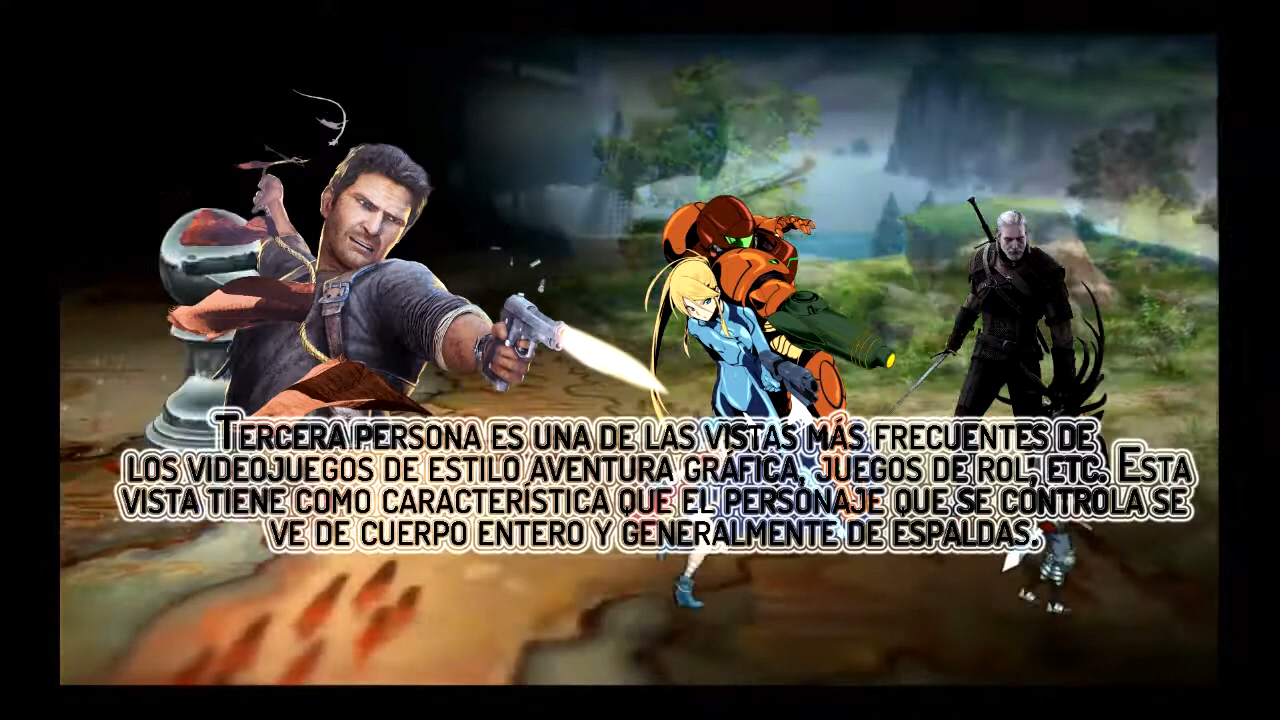 Tercera persona es una de las vistas más frecuentes de
los videojuegos de estilo aventura gráfica, juegos de rol, etc. Esta
vista tiene como característica que el personaje que se controla se
ve de cuerpo entero y generalmente de espaldas.